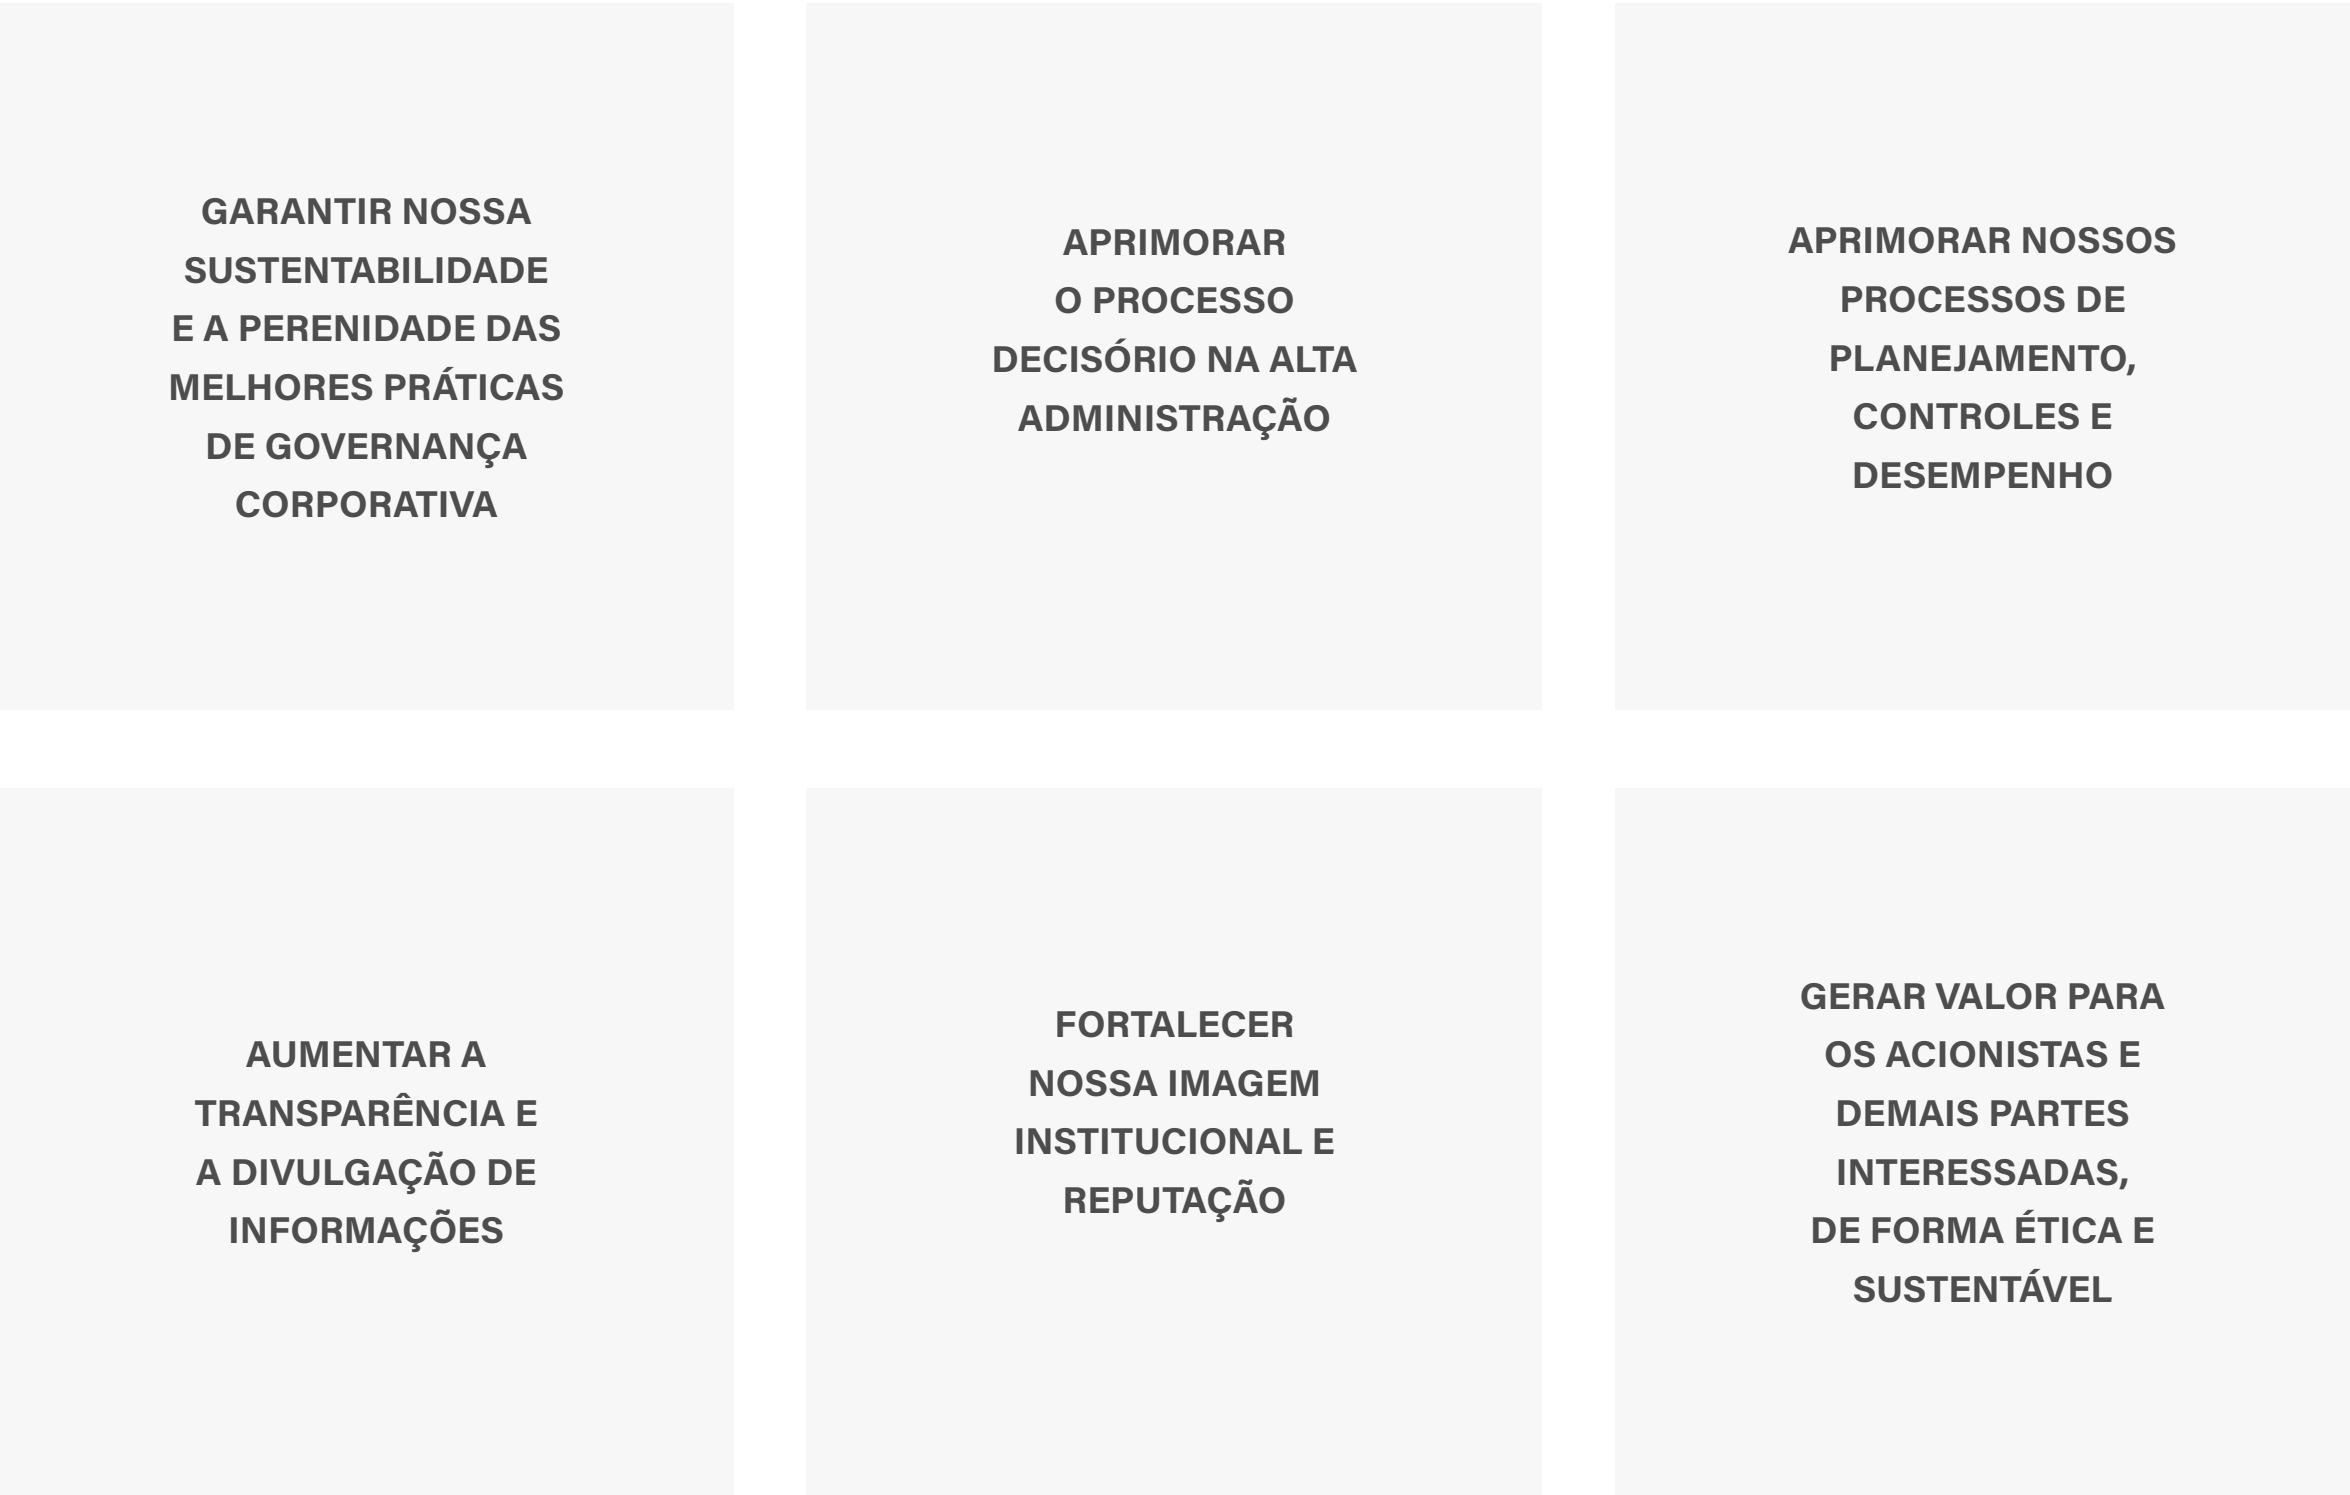 GARANTIR NOSSA
SUSTENTABILIDADE
E A PERENIDADE DAS
MELHORES PRÁTICAS
DE GOVERNANÇA
CORPORATIVA
APRIMORAR
O PROCESSO
DECISÓRIO NA ALTA
ADMINISTRAÇÃO
APRIMORAR NOSSOS
PROCESSOS DE
PLANEJAMENTO,
CONTROLES E
DESEMPENHO
AUMENTAR A
TRANSPARÊNCIA E
A DIVULGAÇÃO DE
INFORMAÇÕES
FORTALECER
NOSSA IMAGEM
INSTITUCIONAL E
REPUTAÇÃO
GERAR VALOR PARA
OS ACIONISTAS E
DEMAIS PARTES
INTERESSADAS,
DE FORMA ÉTICA E
SUSTENTÁVEL